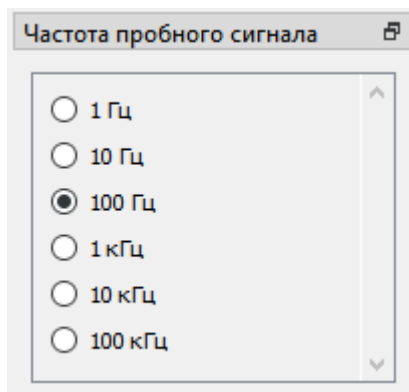 Частота пробного сигнала
1 Гц
10 Гц
100 Гц
1 кГц
10 кГц
100 кГц